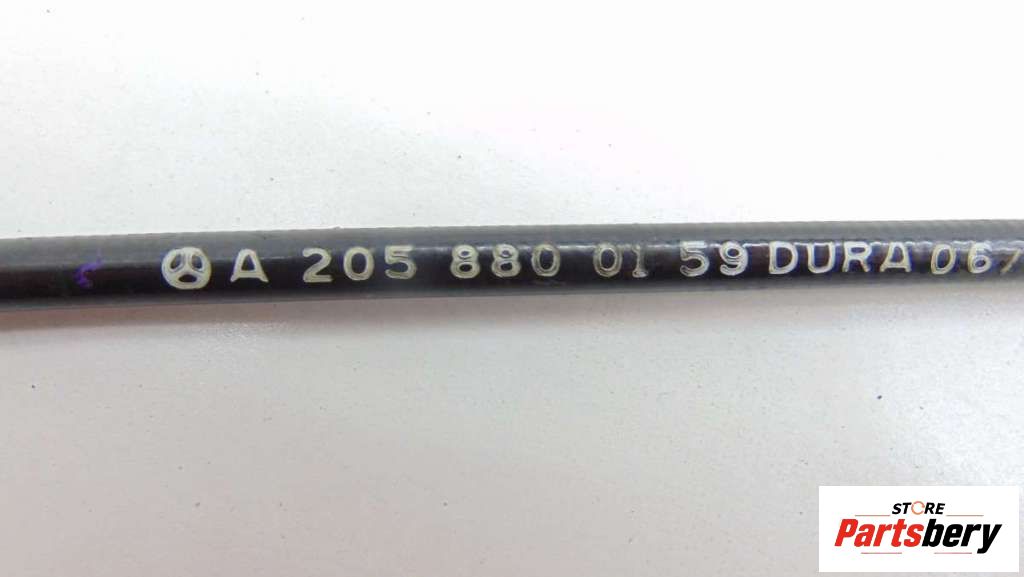 A 205 880 01 59 DURA 067
STORE
Partsbery